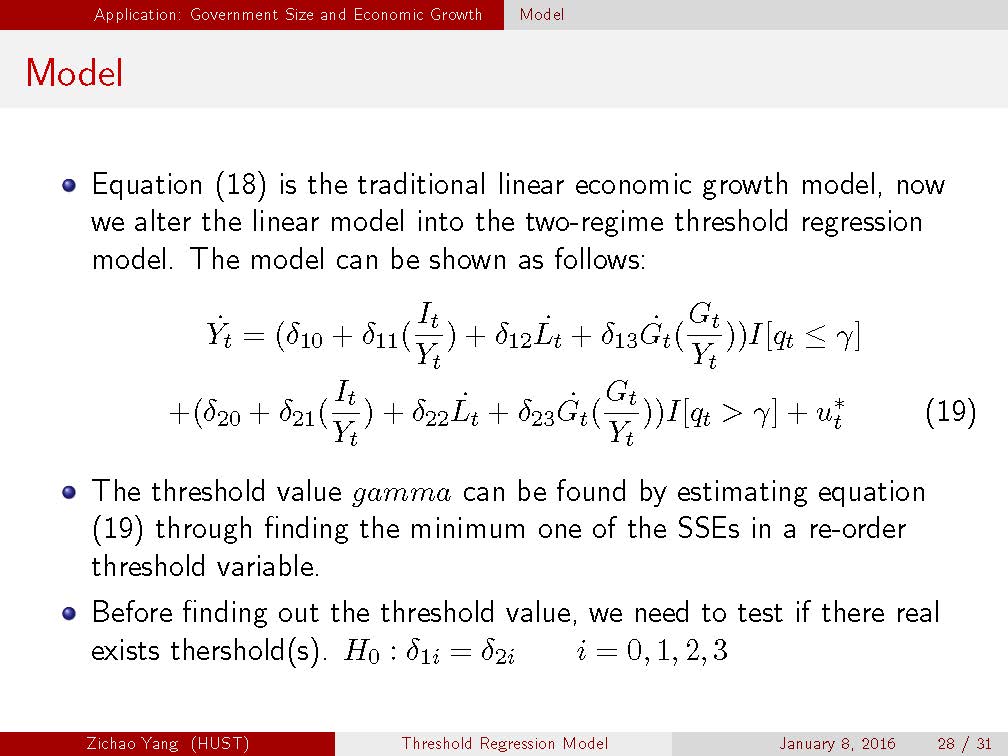 Application: Government Size and Economic Growth Model
Model
Equation (18) is the traditional linear economic growth model, now
we alter the linear model into the two-regime threshold regression
model. The model can be shown as follows:
$\dot{Y}_t = (\delta_{10} + \delta_{11}(\frac{I_t}{Y_t}) + \delta_{12}\dot{L}_t + \delta_{13}\dot{G}_t(\frac{G_t}{Y_t}))I[q_t \leq \gamma]$
$+(\delta_{20} + \delta_{21}(\frac{I_t}{Y_t}) + \delta_{22}\dot{L}_t + \delta_{23}\dot{G}_t(\frac{G_t}{Y_t}))I[q_t > \gamma] + u_t^*$ (19)
The threshold value gamma can be found by estimating equation
(19) through finding the minimum one of the SSEs in a re-order
threshold variable.
Before finding out the threshold value, we need to test if there real
exists thershold(s). $H_0 : \delta_{1i} = \delta_{2i}$ $i = 0, 1, 2, 3$
Zichao Yang (HUST) Threshold Regression Model January 8, 2016 28 / 31